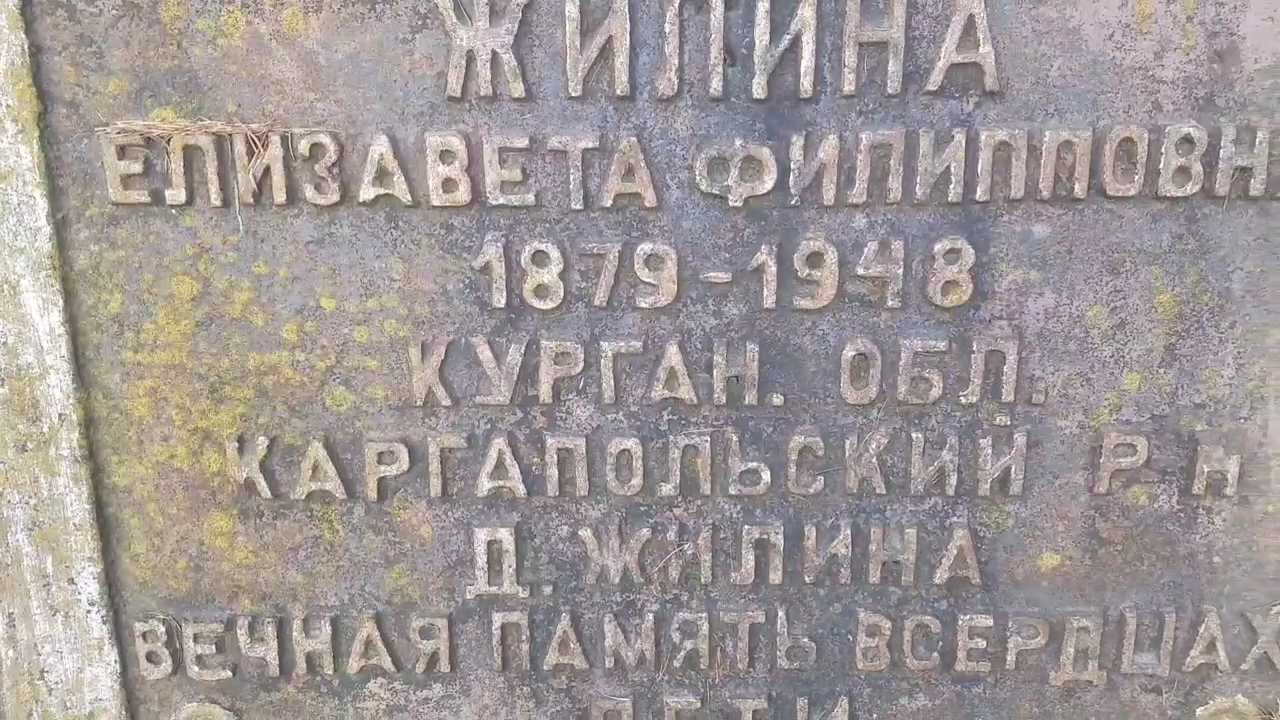 ЖИЛИНА
ЕЛИЗАВЕТА ФИЛИППОВН
1879-1948
КУРГАН. ОБЛ.
КАРГАПОЛЬСКИЙ Р-Н
Д. ЖИЛИНА
ВЕЧНАЯ ПАМЯТЬ ВСЕРДЦАХ